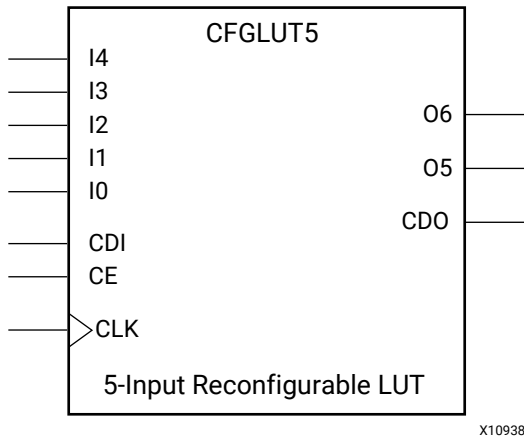 CFGLUT5
I4
I3
I2
I1
I0
CDI
CE
CLK
O6
O5
CDO
5-Input Reconfigurable LUT
X10938